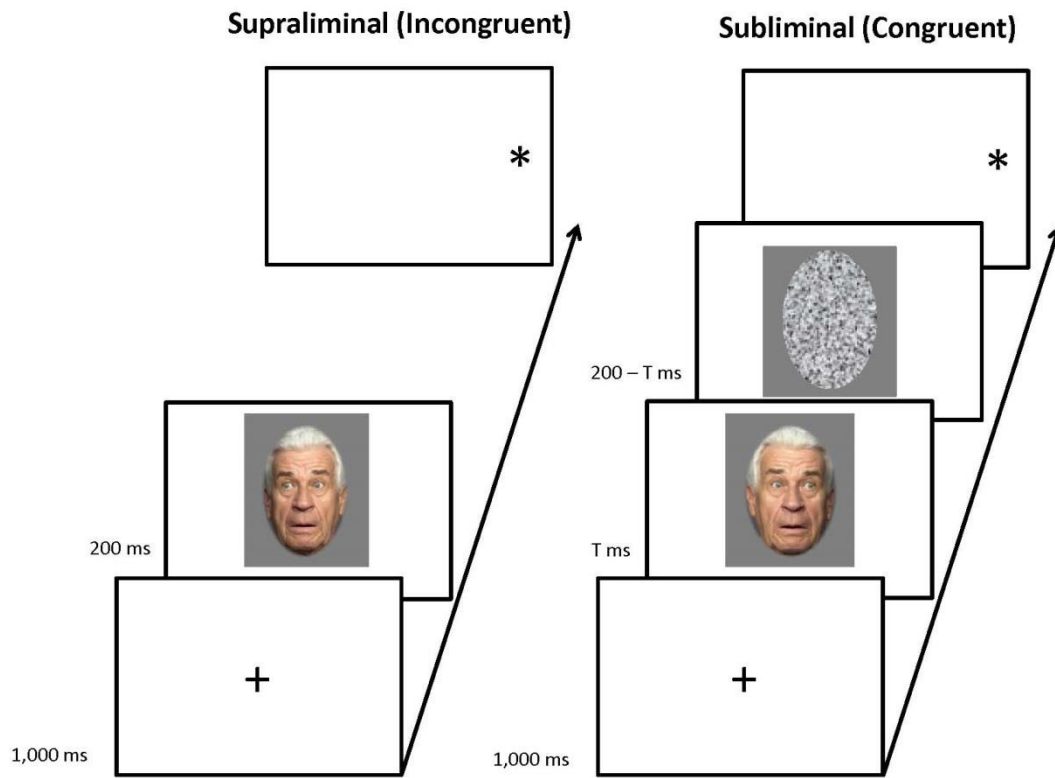 Supraliminal (Incongruent)
*
200 ms
+
1,000 ms
Subliminal (Congruent)
*
200 – T ms
T ms
+
1,000 ms